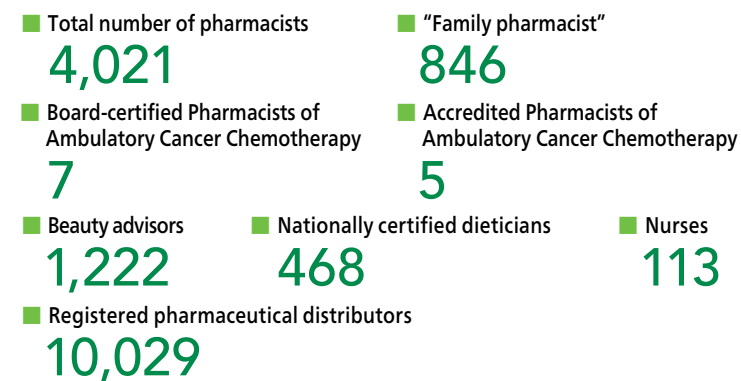 Total number of pharmacists
4,021
“Family pharmacist”
846
Board-certified Pharmacists of
Ambulatory Cancer Chemotherapy
7
Accredited Pharmacists of
Ambulatory Cancer Chemotherapy
5
Beauty advisors
1,222
Nationally certified dieticians
468
Nurses
113
Registered pharmaceutical distributors
10,029